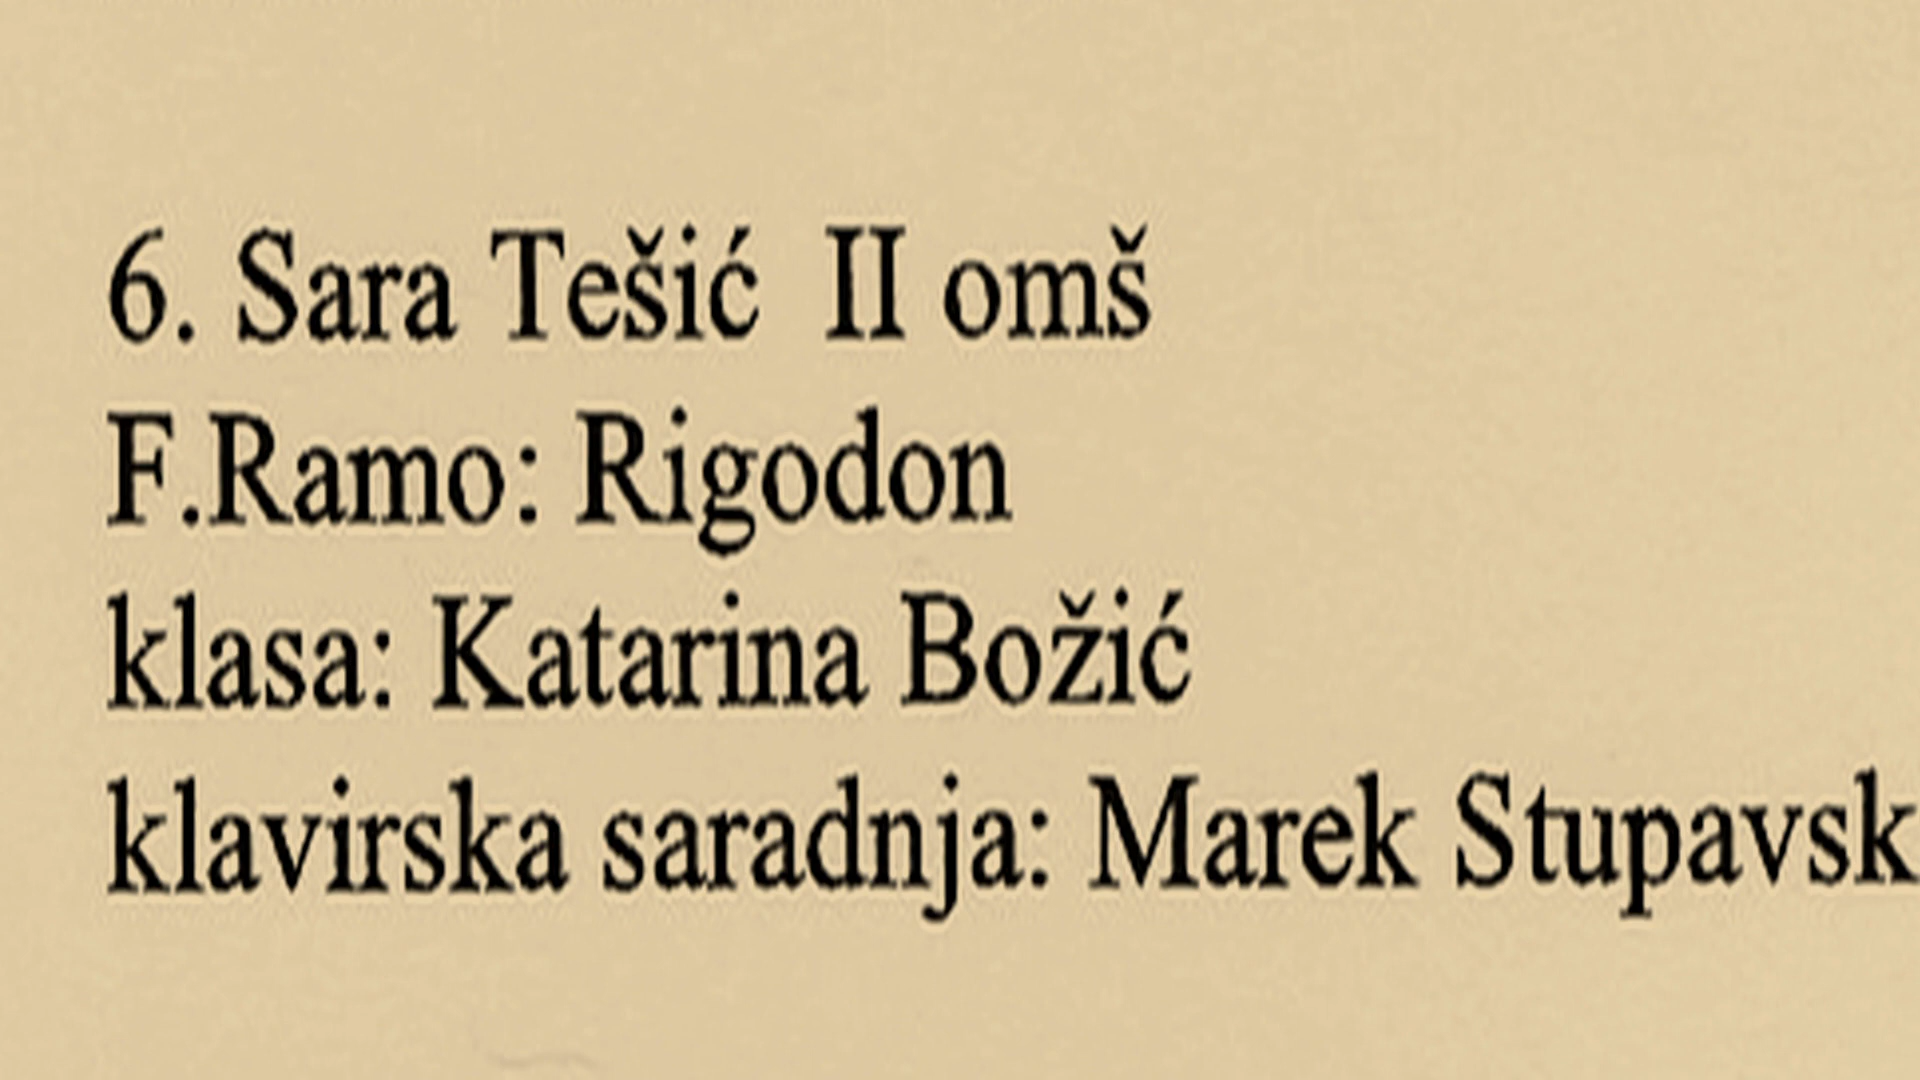 6. Sara Tešić II omš
F.Ramo: Rigodon
klasa: Katarina Božić
klavirska saradnja: Marek Stupavsk